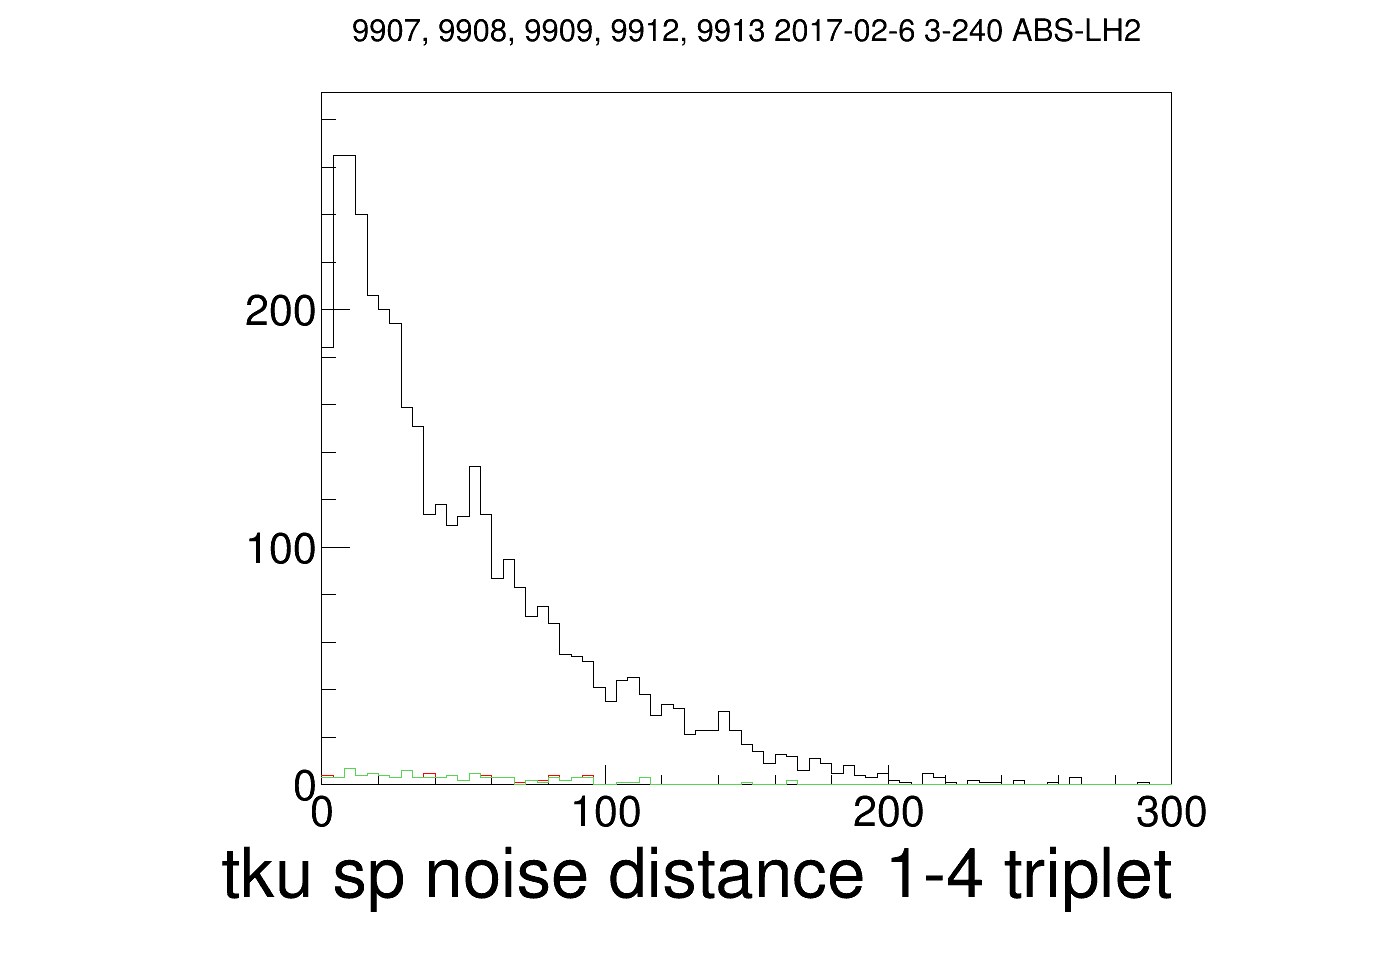 9907, 9908, 9909, 9912, 9913 2017-02-6 3-240 ABS-LH2
200
100
0
0 100 200 300
tku sp noise distance 1-4 triplet